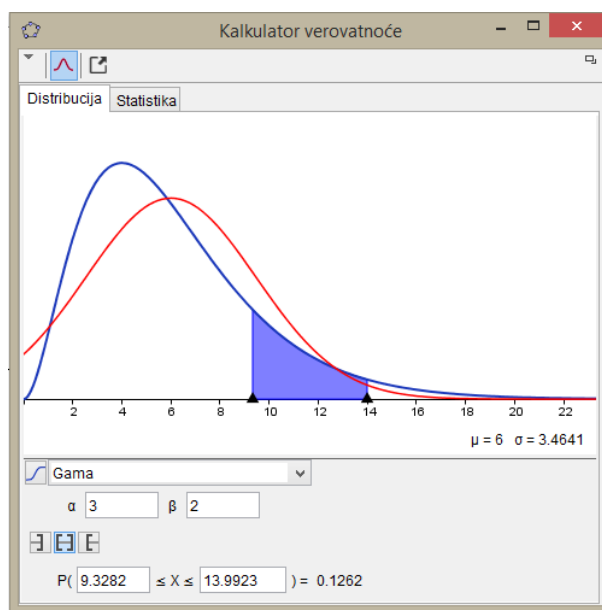 Kalkulator verovatnoće
Distribucija Statistika
2 4 6 8 10 12 14 16 18 20 22
μ = 6 σ = 3.4641
Gama
α 3 β 2
P( 9.3282 ≤ X ≤ 13.9923 ) = 0.1262